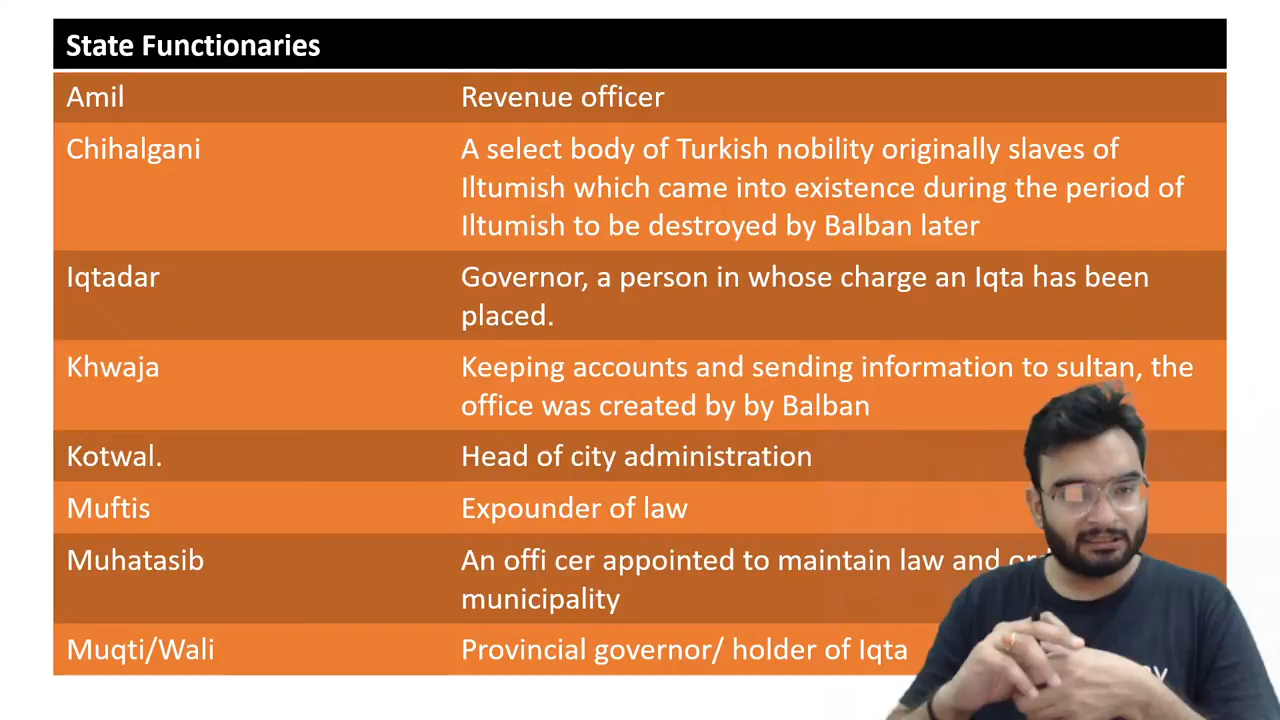 State Functionaries
Amil
Revenue officer
Chihalgani
A select body of Turkish nobility originally slaves of
Iltumish which came into existence during the period of
Iltumish to be destroyed by Balban later
Iqtadar
Governor, a person in whose charge an Iqta has been
placed.
Khwaja
Keeping accounts and sending information to sultan, the
office was created by by Balban
Kotwal.
Head of city administration
Muftis
Expounder of law
Muhatasib
An offi cer appointed to maintain law and
municipality
Muqti/Wali
Provincial governor/ holder of Iqta